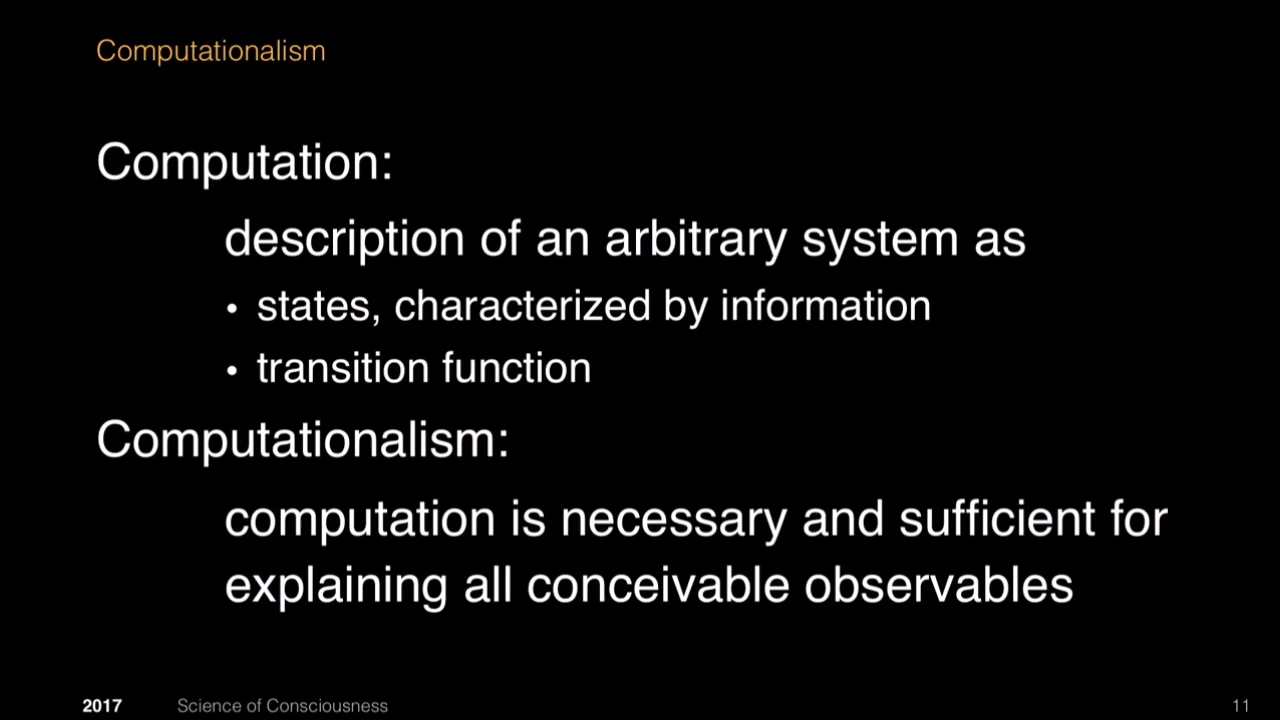 Computationalism
Computation:
description of an arbitrary system as
• states, characterized by information
• transition function
Computationalism:
computation is necessary and sufficient for
explaining all conceivable observables
2017 Science of Consciousness 11